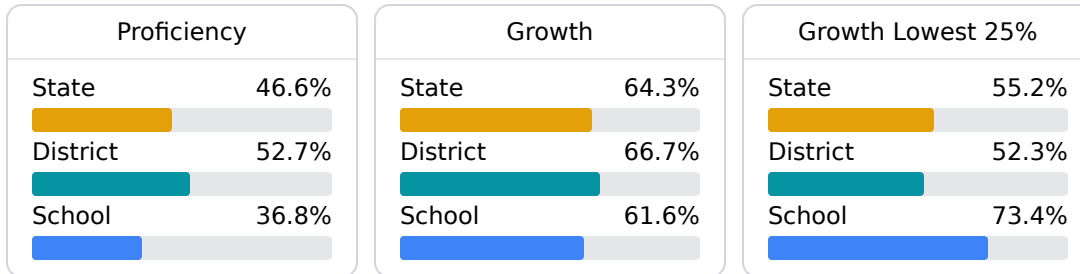 Proficiency
State 46.6%
District 52.7%
School 36.8%
Growth
State 64.3%
District 66.7%
School 61.6%
Growth Lowest 25%
State 55.2%
District 52.3%
School 73.4%